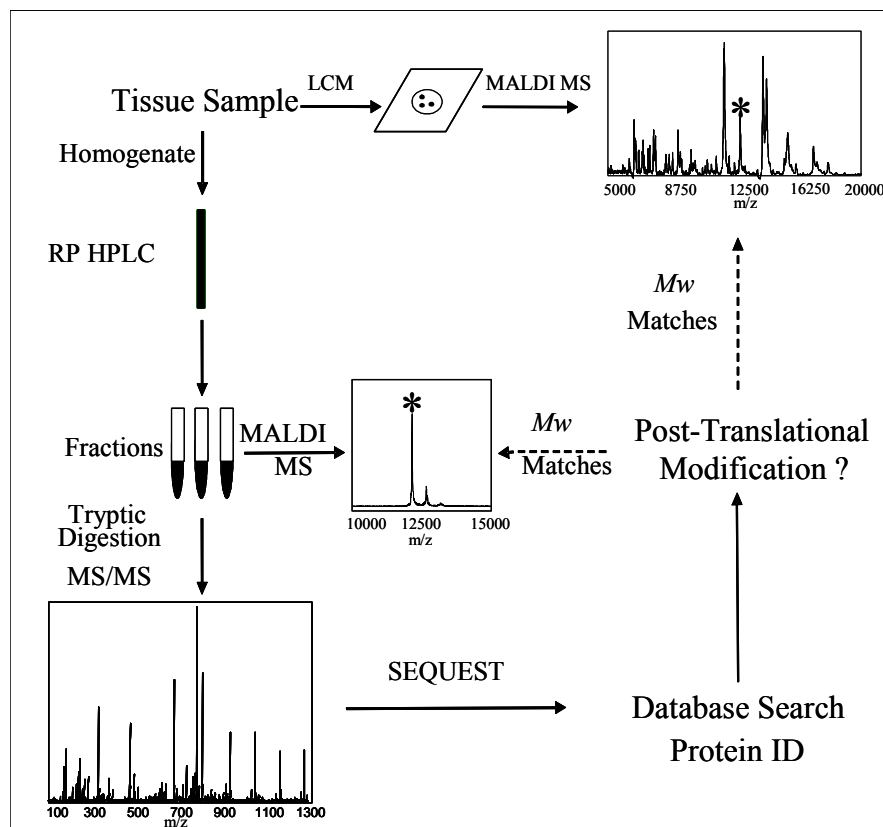 Tissue Sample
LCM
MALDI MS
*
5000 8750 12500 16250 20000
m/z
Homogenate
RP HPLC
Mw
Matches
Fractions
MALDI
MS
*
10000 12500 15000
m/z
Mw
Matches
Post-Translational
Modification ?
Tryptic
Digestion
MS/MS
100 300 500 700 900 1100 1300
m/z
SEQUEST
Database Search
Protein ID